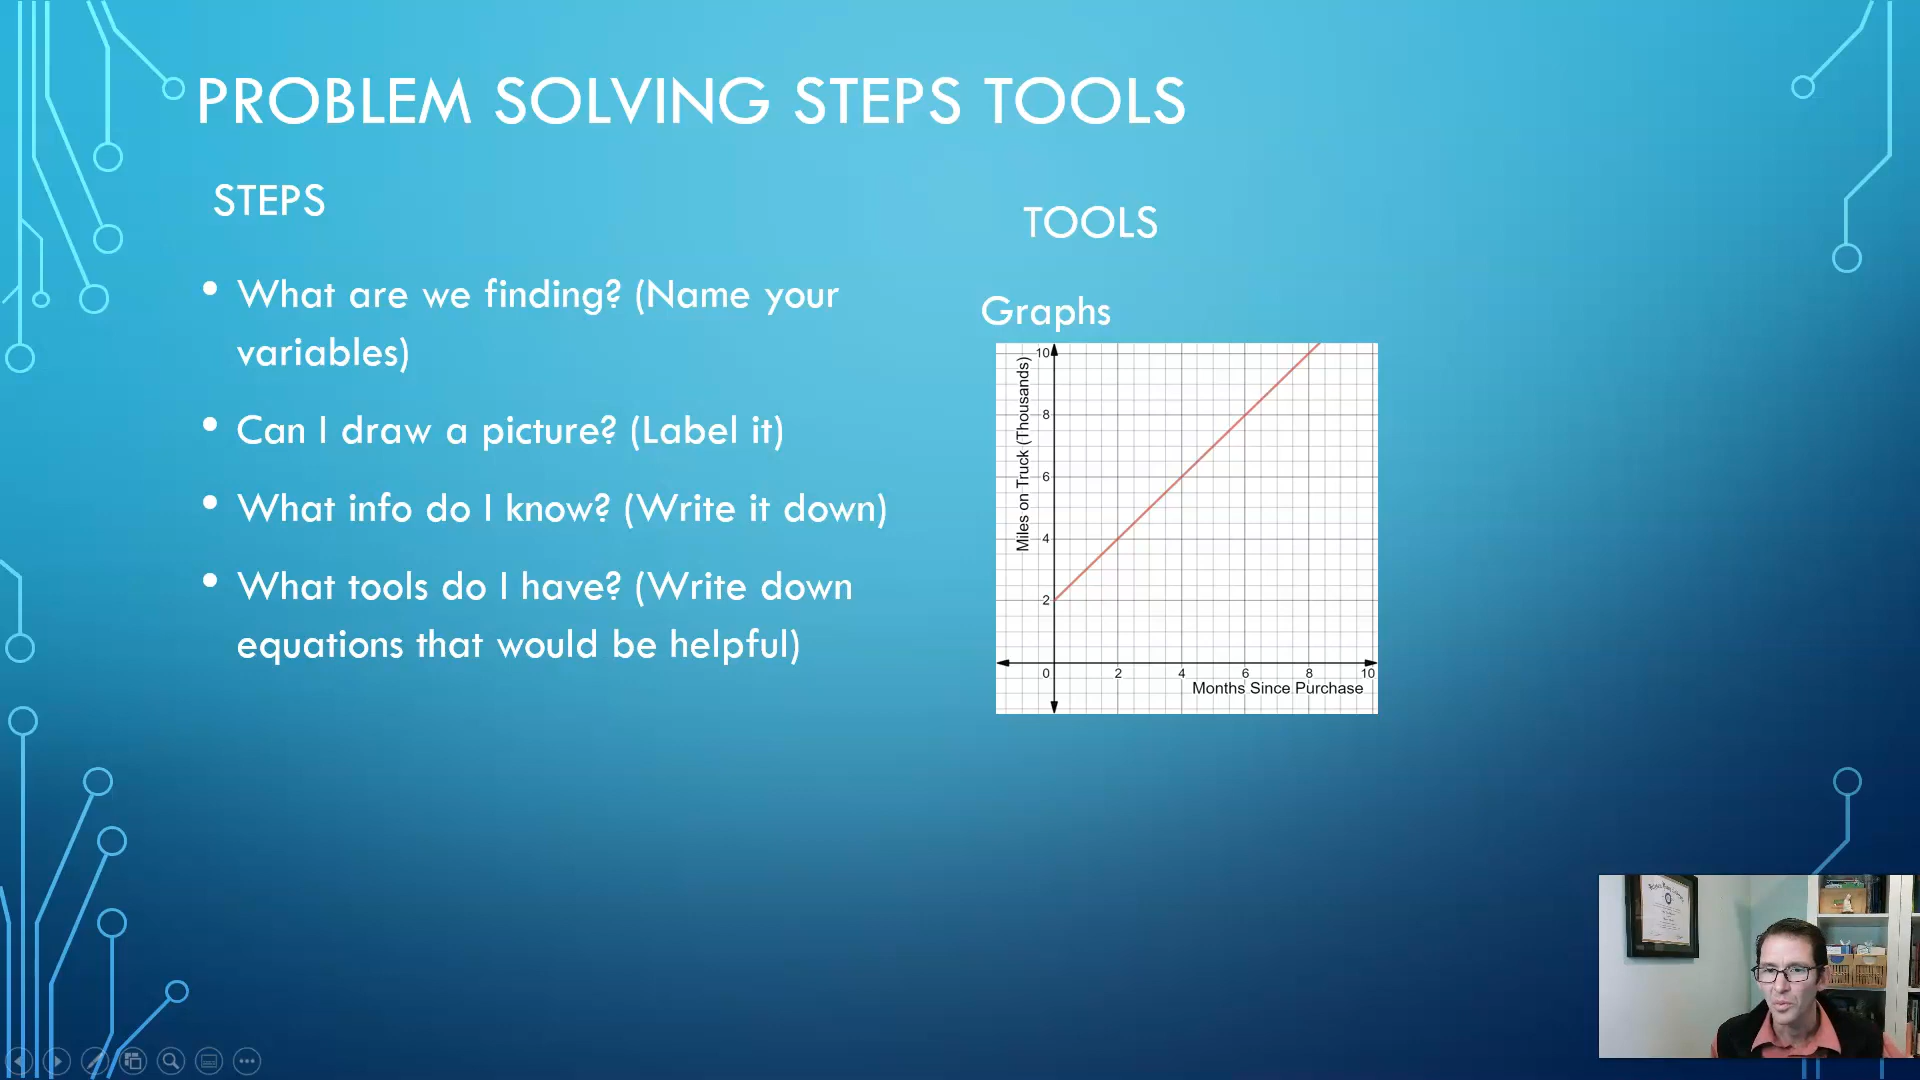 PROBLEM SOLVING STEPS TOOLS
STEPS
• What are we finding? (Name your
variables)
• Can I draw a picture? (Label it)
• What info do I know? (Write it down)
• What tools do I have? (Write down
equations that would be helpful)
TOOLS
Graphs
Miles on Truck (Thousands)
10
8
6
4
2
0 2 4 6 8 10
Months Since Purchase